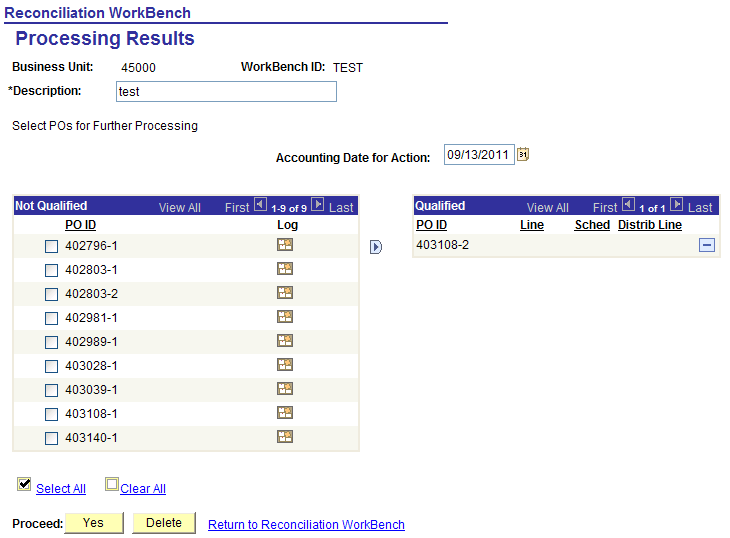 Reconciliation WorkBench
Processing Results
Business Unit: 45000 WorkBench ID: TEST
*Description: test
Select POs for Further Processing
Accounting Date for Action: 09/13/2011 31
Not Qualified View All First 1-9 of 9 Last
PO ID Log
402796-1
402803-1
402803-2
402981-1
402989-1
403028-1
403039-1
403108-1
403140-1
Qualified View All First 1 of 1 Last
PO ID Line Sched Distrib Line
403108-2
Select All Clear All
Proceed: Yes Delete Return to Reconciliation WorkBench